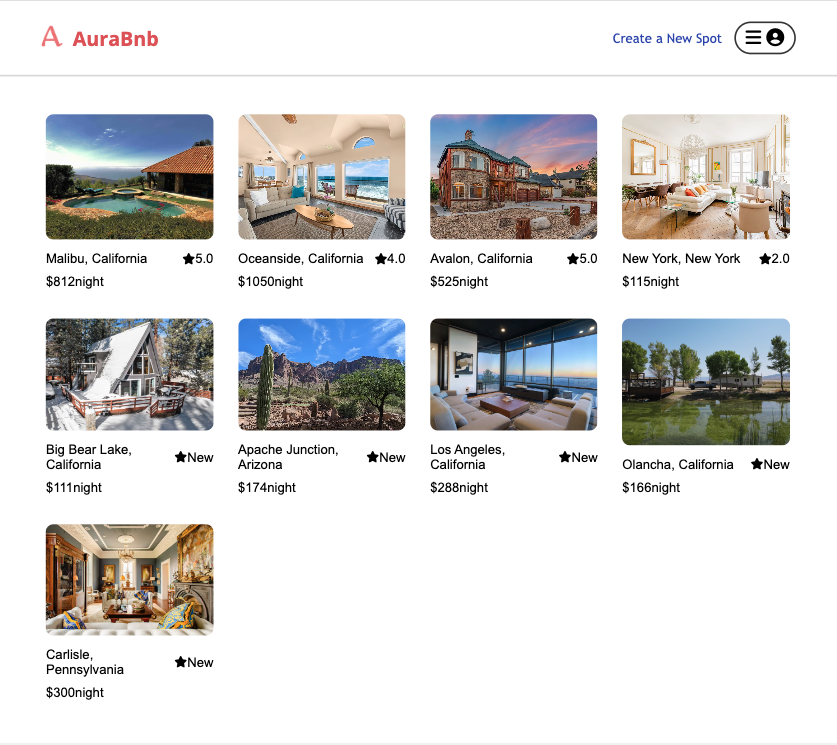 A AuraBnb
Create a New Spot
Malibu, California ★5.0
$812night
Oceanside, California ★4.0
$1050night
Avalon, California ★5.0
$525night
New York, New York ★2.0
$115night
Big Bear Lake,
California ★New
$111night
Apache Junction,
Arizona ★New
$174night
Los Angeles,
California ★New
$288night
Olancha, California ★New
$166night
Carlisle,
Pennsylvania ★New
$300night